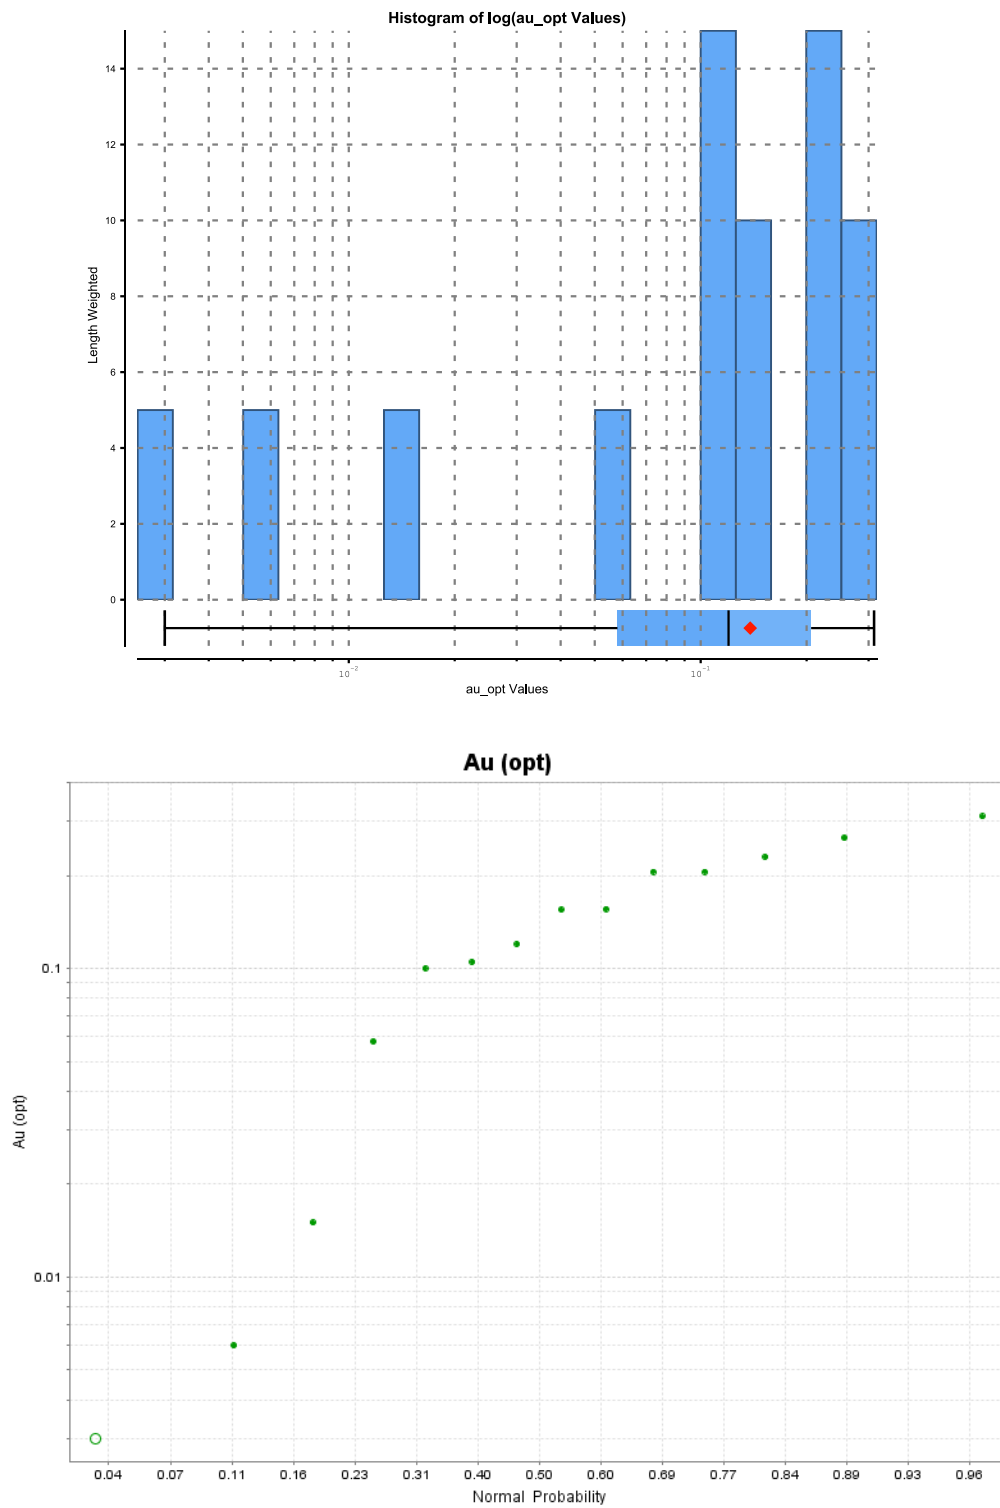 Histogram of log(au_opt Values)
14
12
10
8
6
4
2
0
Length Weighted
10⁻² 10⁻¹
au_opt Values
Au (opt)
0.1
0.01
Au (opt)
0.04 0.07 0.11 0.16 0.23 0.31 0.40 0.50 0.60 0.69 0.77 0.84 0.89 0.93 0.96
Normal Probability